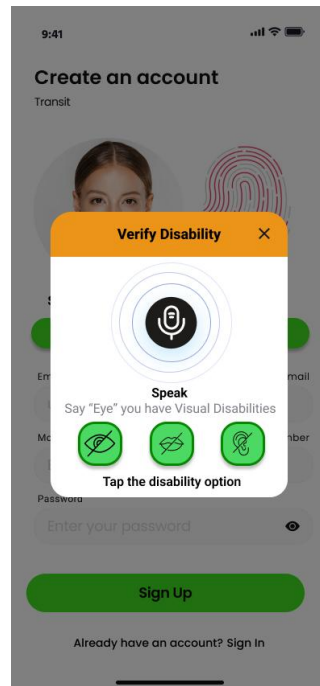 9:41
Create an account
Transit
Verify Disability
Speak
Say “Eye” you have Visual Disabilities
Tap the disability option
Password
Enter your password
Sign Up
Already have an account? Sign In